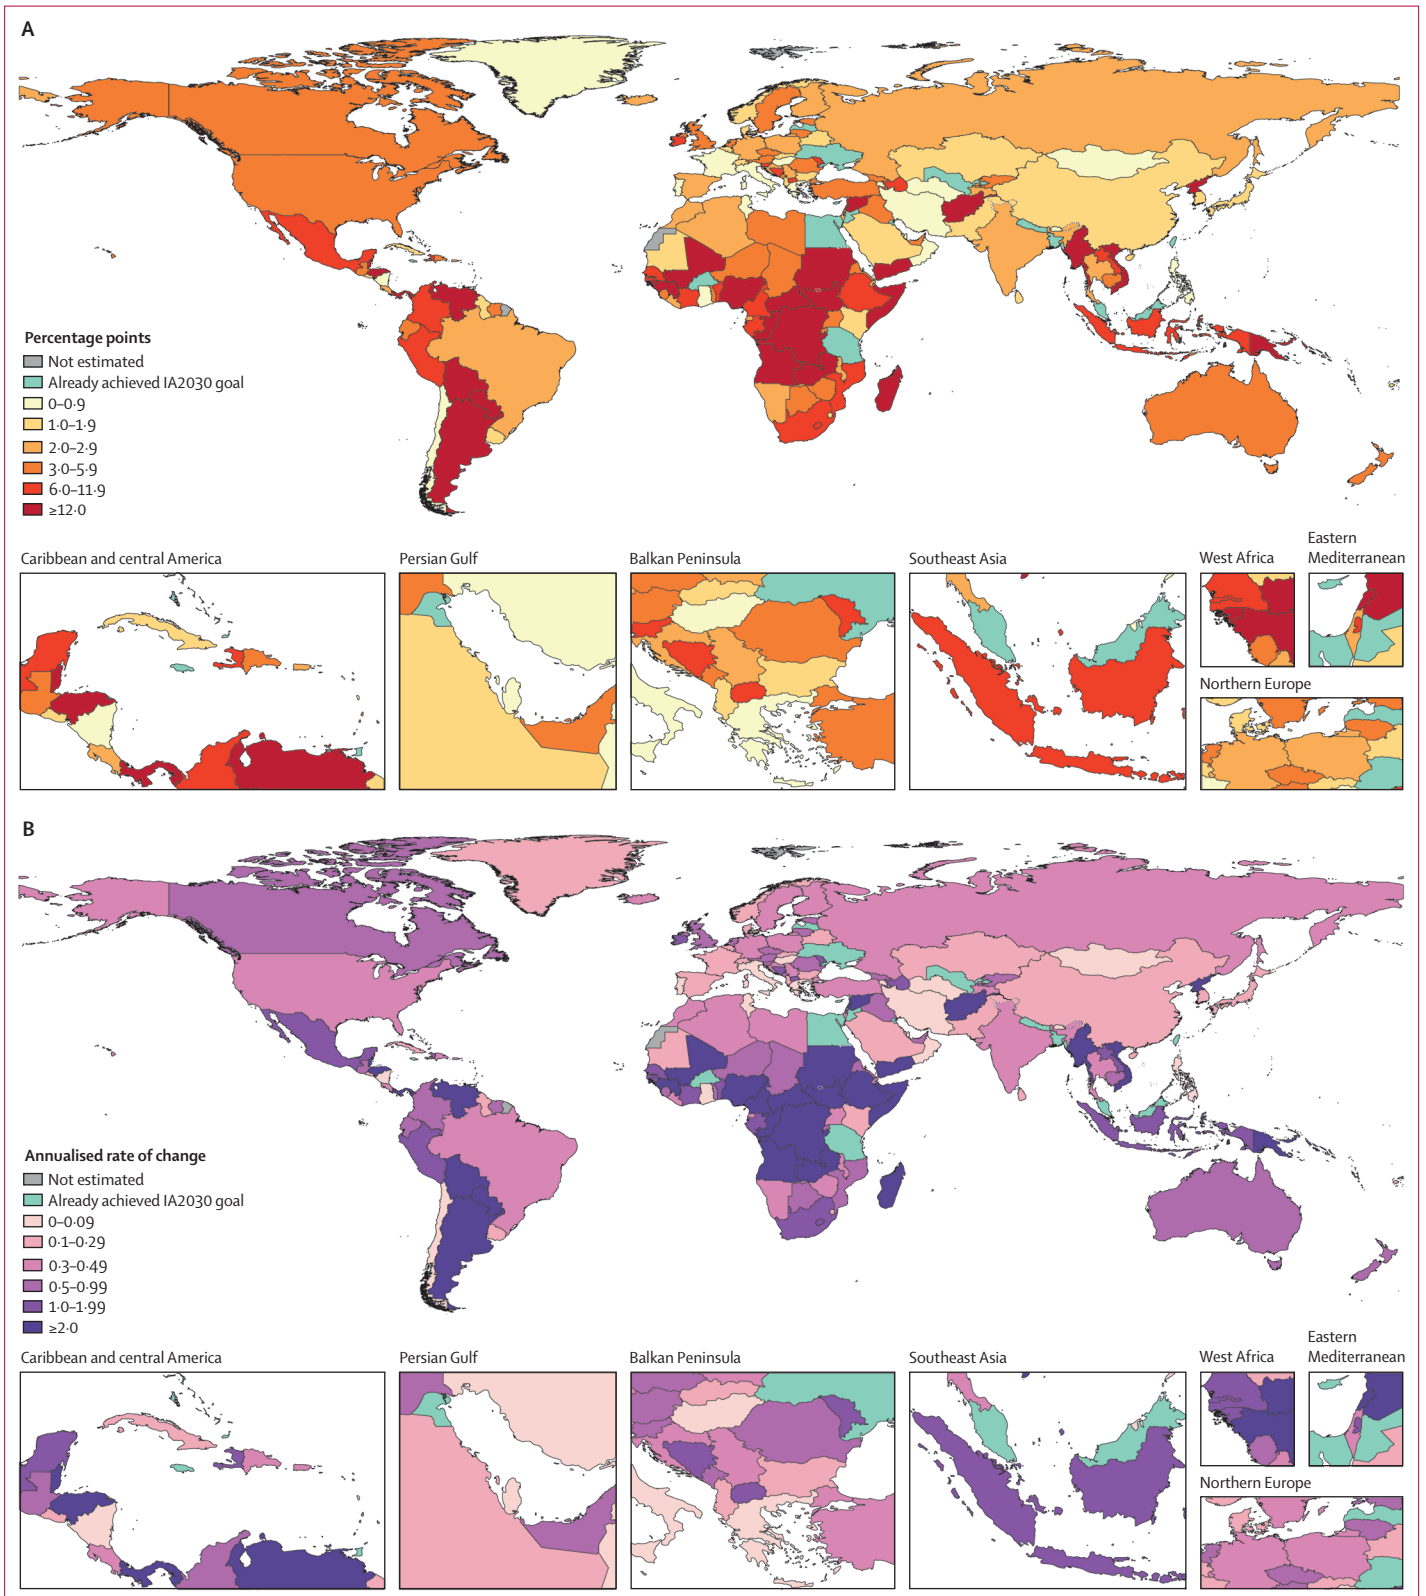 A
Percentage points
Not estimated
Already achieved IA2030 goal
0–0·9
1·0–1·9
2·0–2·9
3·0–5·9
6·0–11·9
≥12·0
Caribbean and central America
Persian Gulf
Balkan Peninsula
Southeast Asia
West Africa
Eastern
Mediterranean
Northern Europe
B
Annualised rate of change
Not estimated
Already achieved IA2030 goal
0–0·09
0·1–0·29
0·3–0·49
0·5–0·99
1·0–1·99
≥2·0
Caribbean and central America
Persian Gulf
Balkan Peninsula
Southeast Asia
West Africa
Eastern
Mediterranean
Northern Europe